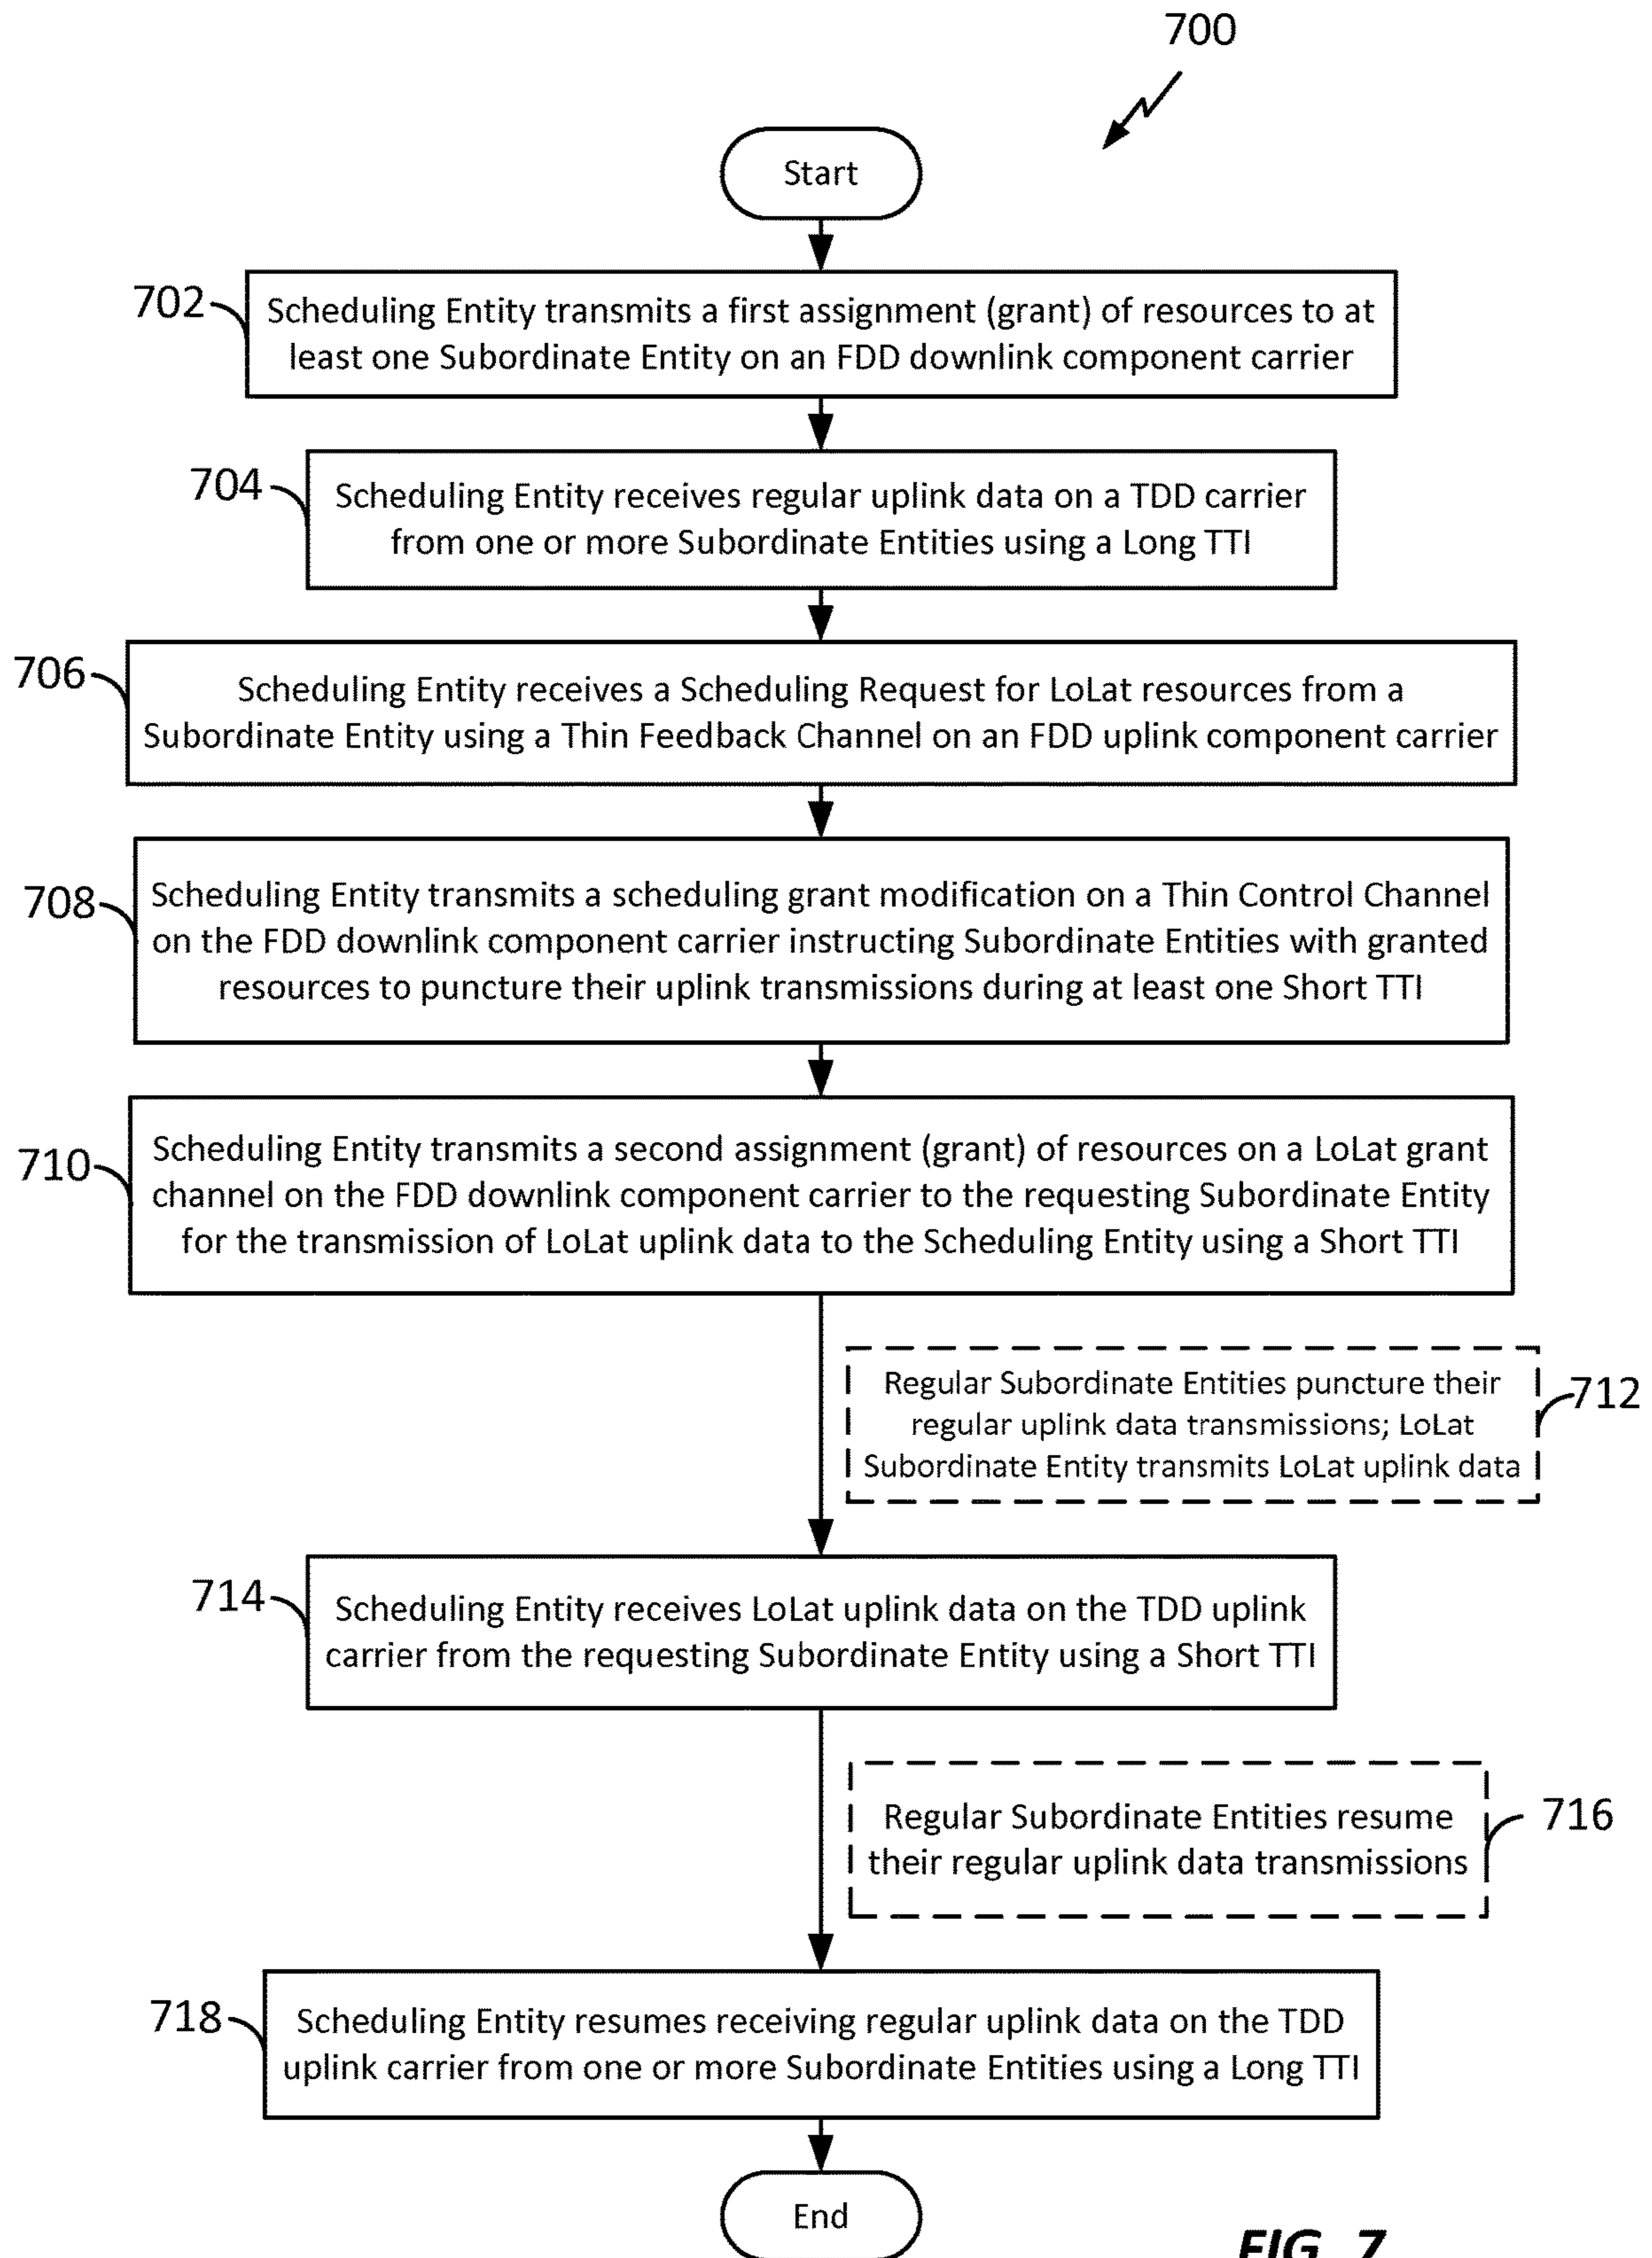 700
Start
702
Scheduling Entity transmits a first assignment (grant) of resources to at
least one Subordinate Entity on an FDD downlink component carrier
704
Scheduling Entity receives regular uplink data on a TDD carrier
from one or more Subordinate Entities using a Long TTI
706
Scheduling Entity receives a Scheduling Request for LoLat resources from a
Subordinate Entity using a Thin Feedback Channel on an FDD uplink component carrier
708
Scheduling Entity transmits a scheduling grant modification on a Thin Control Channel
on the FDD downlink component carrier instructing Subordinate Entities with granted
resources to puncture their uplink transmissions during at least one Short TTI
710
Scheduling Entity transmits a second assignment (grant) of resources on a LoLat grant
channel on the FDD downlink component carrier to the requesting Subordinate Entity
for the transmission of LoLat uplink data to the Scheduling Entity using a Short TTI
Regular Subordinate Entities puncture their
regular uplink data transmissions; LoLat
Subordinate Entity transmits LoLat uplink data
712
714
Scheduling Entity receives LoLat uplink data on the TDD uplink
carrier from the requesting Subordinate Entity using a Short TTI
Regular Subordinate Entities resume
their regular uplink data transmissions
716
718
Scheduling Entity resumes receiving regular uplink data on the TDD
uplink carrier from one or more Subordinate Entities using a Long TTI
End
FIG. 7